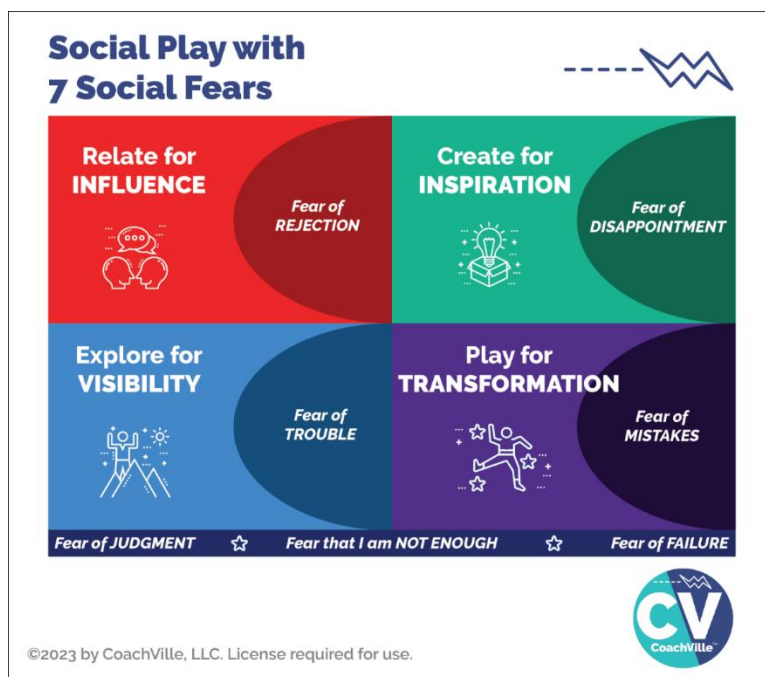 Social Play with
7 Social Fears
Relate for
INFLUENCE
Fear of
REJECTION
Create for
INSPIRATION
Fear of
DISAPPOINTMENT
Explore for
VISIBILITY
Fear of
TROUBLE
Play for
TRANSFORMATION
Fear of
MISTAKES
Fear of JUDGMENT ☆ Fear that I am NOT ENOUGH ☆ Fear of FAILURE
CV
CoachVille™
©2023 by CoachVille, LLC. License required for use.